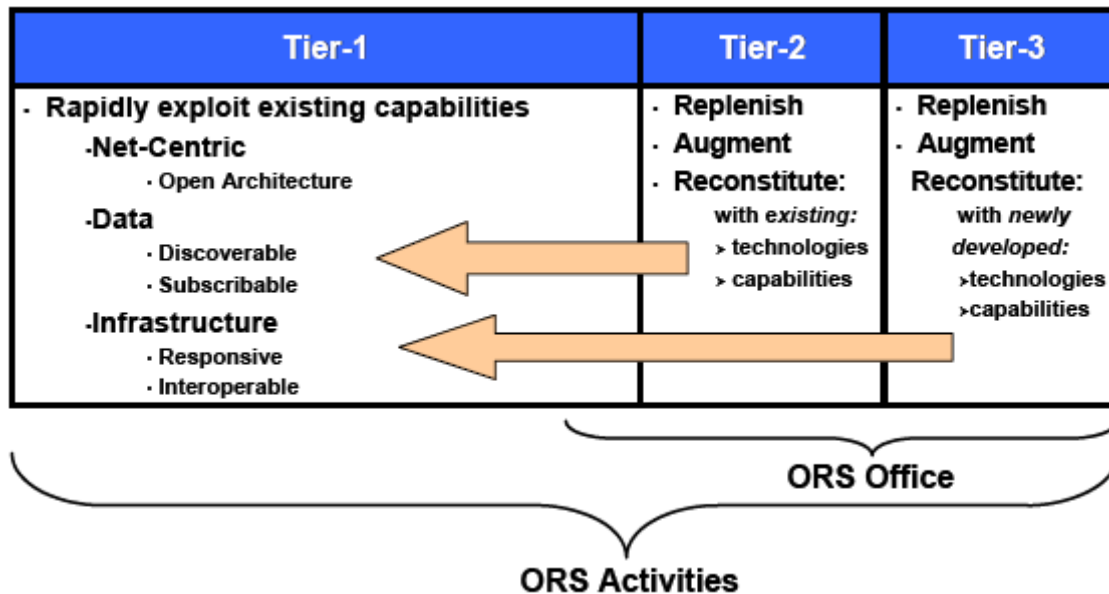 Tier-1
· Rapidly exploit existing capabilities
-Net-Centric
· Open Architecture
-Data
· Discoverable
· Subscribable
-Infrastructure
· Responsive
· Interoperable
Tier-2
· Replenish
· Augment
· Reconstitute:
with existing:
➢ technologies
➢ capabilities
Tier-3
· Replenish
· Augment
Reconstitute:
with newly
developed:
➢technologies
➢capabilities
ORS Office
ORS Activities